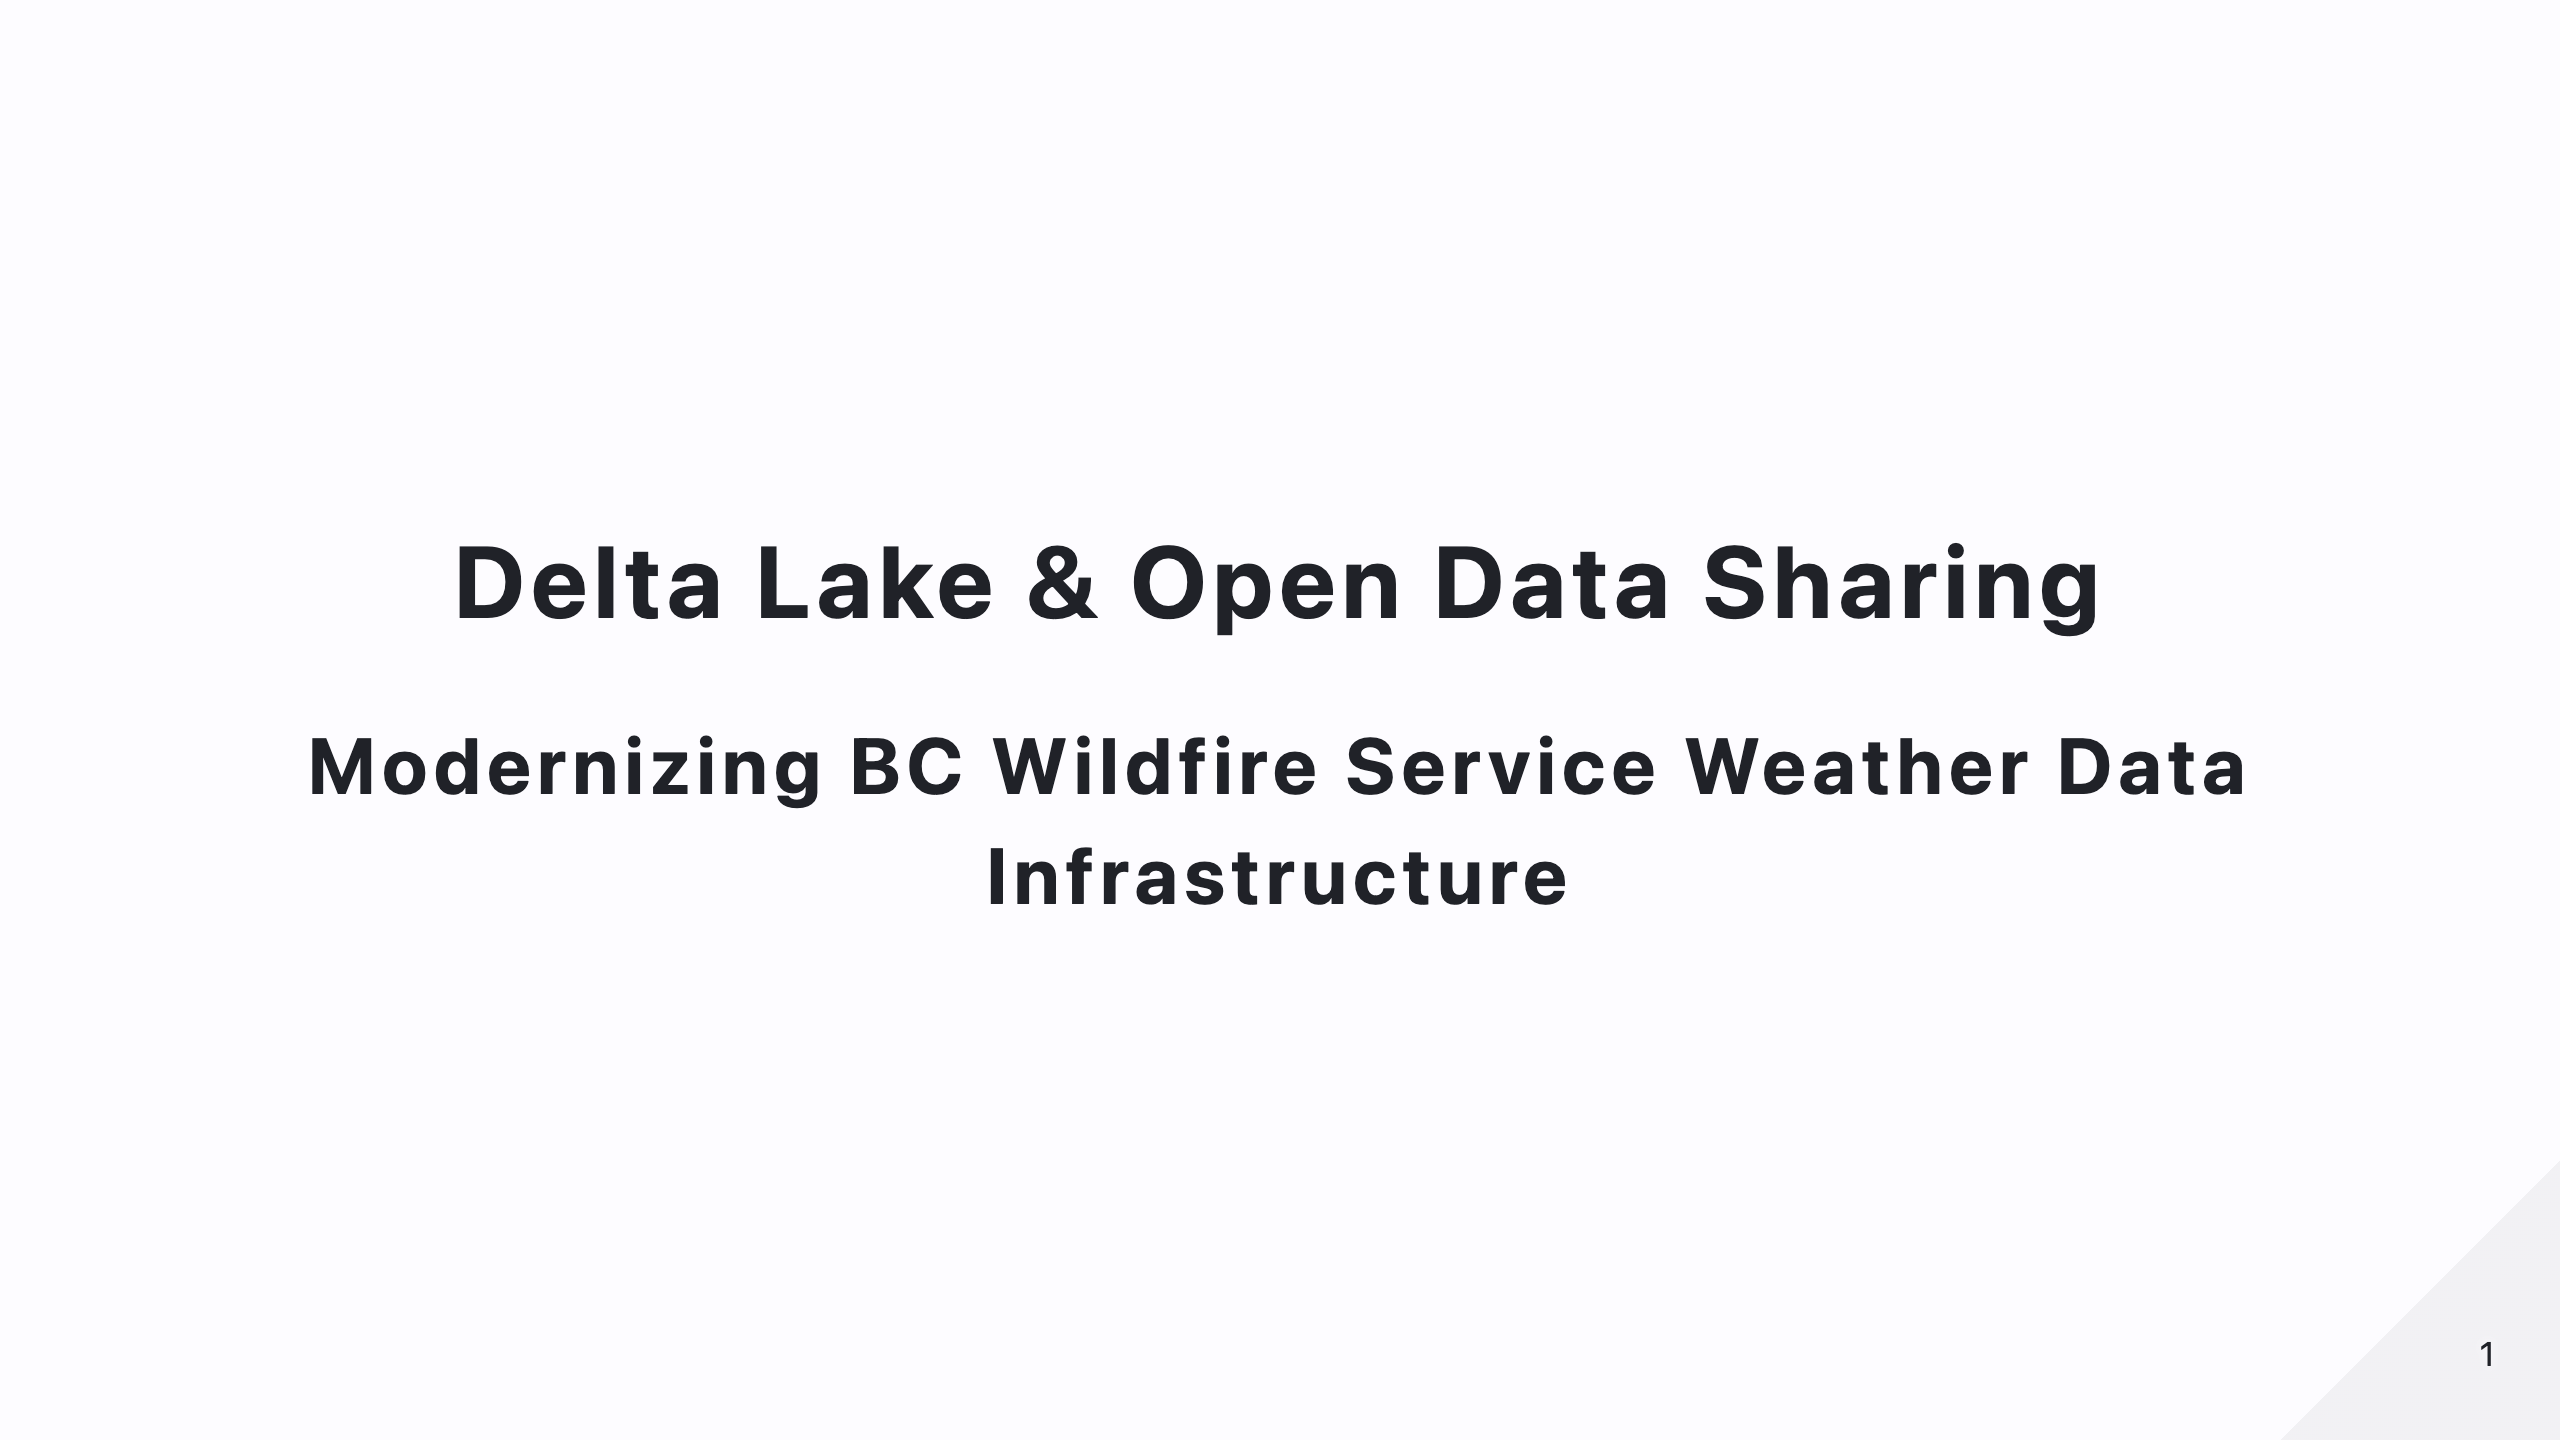 Delta Lake & Open Data Sharing
Modernizing BC Wildfire Service Weather Data
Infrastructure
1